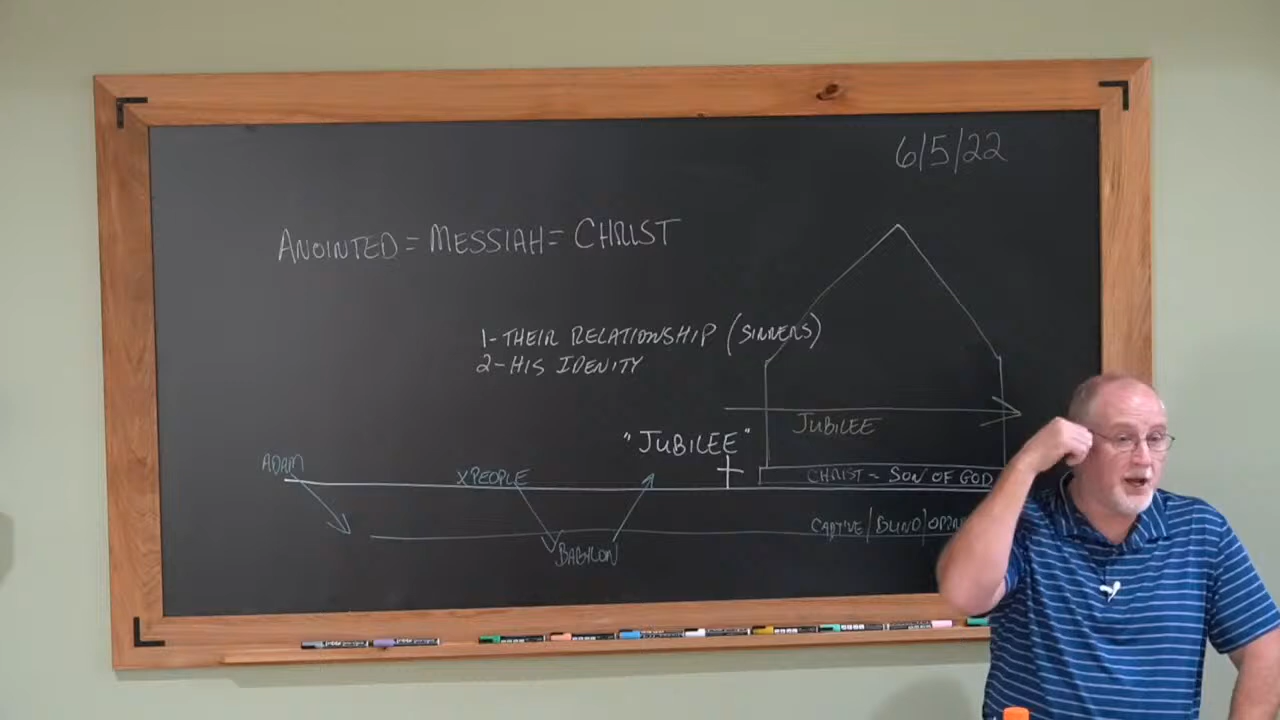 6/5/22
ANOINTED = MESSIAH = CHRIST
1-THEIR RELATIONSHIP (SINNERS)
2-HIS IDENITY
JUBILEE
"JUBILEE"
ADAM
XPEOPLE
CHRIST - SON OF GOD
CAPTIVE/BLIND/
BABYLON